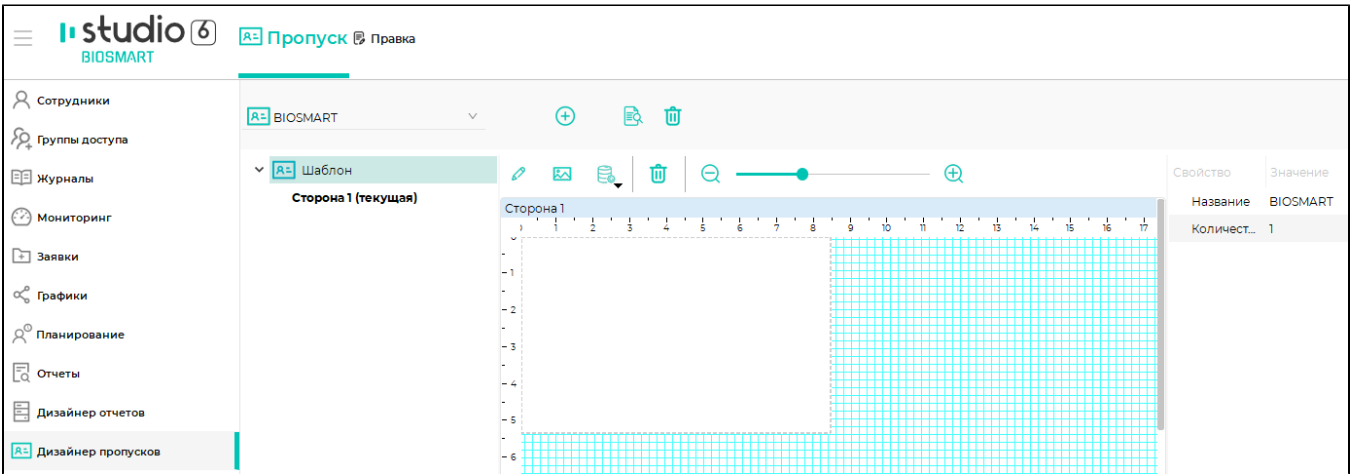 studio 6
BIOSMART
Пропуск
Правка
Сотрудники
Группы доступа
Журналы
Мониторинг
Заявки
Графики
Планирование
Отчеты
Дизайнер отчетов
Дизайнер пропусков
BIOSMART
Шаблон
Сторона 1 (текущая)
Сторона 1
1 2 3 4 5 6 7 8 9 10 11 12 13 14 15 16 17
1
2
3
4
5
6
Свойство Значение
Название BIOSMART
Количест... 1